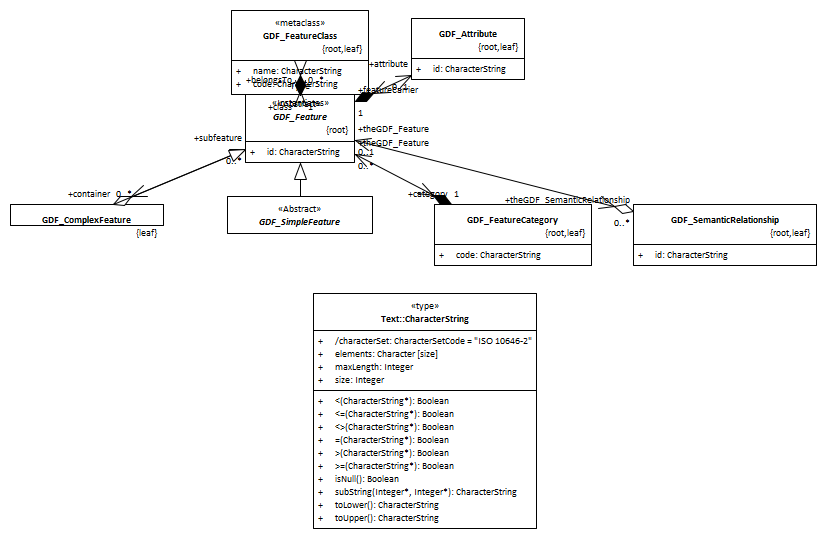 «metaclass»
GDF_FeatureClass
{root,leaf}
+ name: CharacterString
+ code: CharacterString
GDF_Attribute
{root,leaf}
+ id: CharacterString
+attribute
+belongsTo
0..*
+featureCarrier
1
+class
GDF_Feature
{root}
+ id: CharacterString
+theGDF_Feature
+theGDF_Feature
0..1
0..*
+subfeature
0..*
+container 0..*
GDF_ComplexFeature
{leaf}
«Abstract»
GDF_SimpleFeature
+category 1
GDF_FeatureCategory
{root,leaf}
+ code: CharacterString
+theGDF_SemanticRelationship
0..*
GDF_SemanticRelationship
{root,leaf}
+ id: CharacterString
«type»
Text::CharacterString
+ /characterSet: CharacterSetCode = "ISO 10646-2"
+ elements: Character [size]
+ maxLength: Integer
+ size: Integer
+ <(CharacterString*): Boolean
+ <=(CharacterString*): Boolean
+ <>(CharacterString*): Boolean
+ =(CharacterString*): Boolean
+ >(CharacterString*): Boolean
+ >=(CharacterString*): Boolean
+ isNull(): Boolean
+ subString(Integer*, Integer*): CharacterString
+ toLower(): CharacterString
+ toUpper(): CharacterString